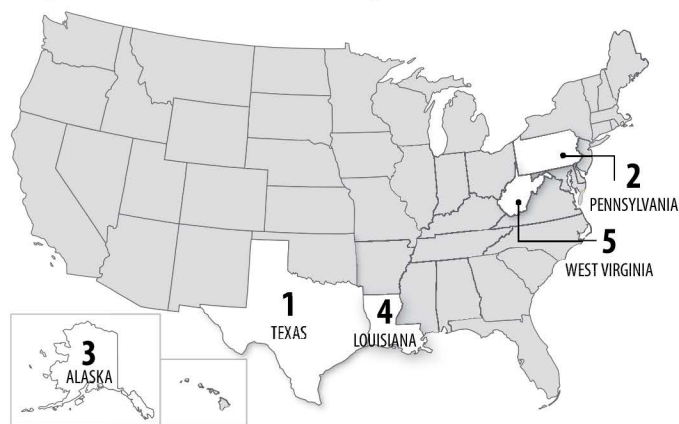 2
PENNSYLVANIA
5
WEST VIRGINIA
1
TEXAS
4
LOUISIANA
3
ALASKA